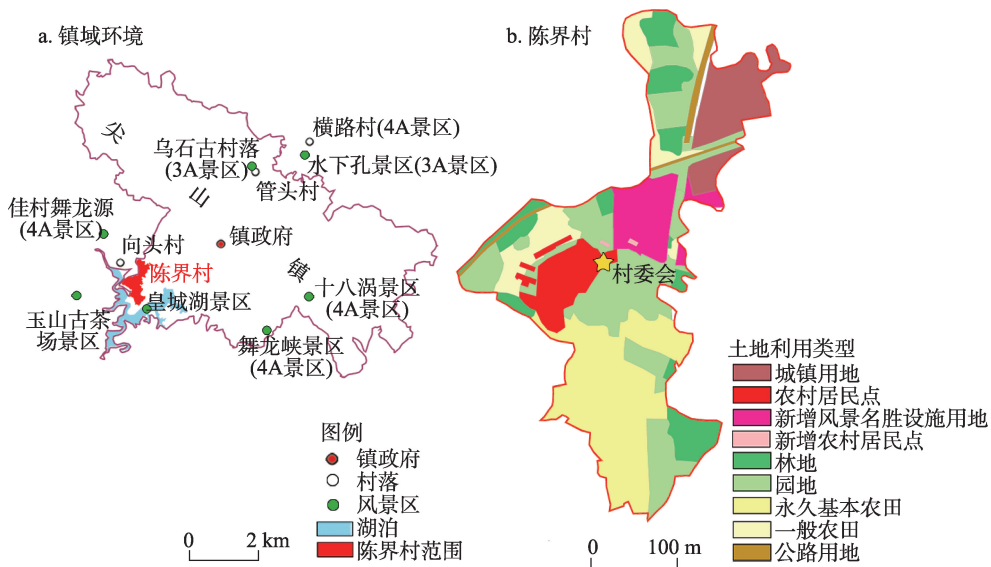 a. 镇域环境
尖
山
镇
横路村(4A景区)
乌石古村落
(3A景区)
水下孔景区(3A景区)
管头村
佳村舞龙源
(4A景区)
镇政府
向头村
陈界村
皇城湖景区
十八涡景区
(4A景区)
玉山古茶
场景区
舞龙峡景区
(4A景区)
图例
镇政府
村落
风景区
湖泊
陈界村范围
0 2 km
b. 陈界村
村委会
土地利用类型
城镇用地
农村居民点
新增风景名胜设施用地
新增农村居民点
林地
园地
永久基本农田
一般农田
公路用地
0 100 m